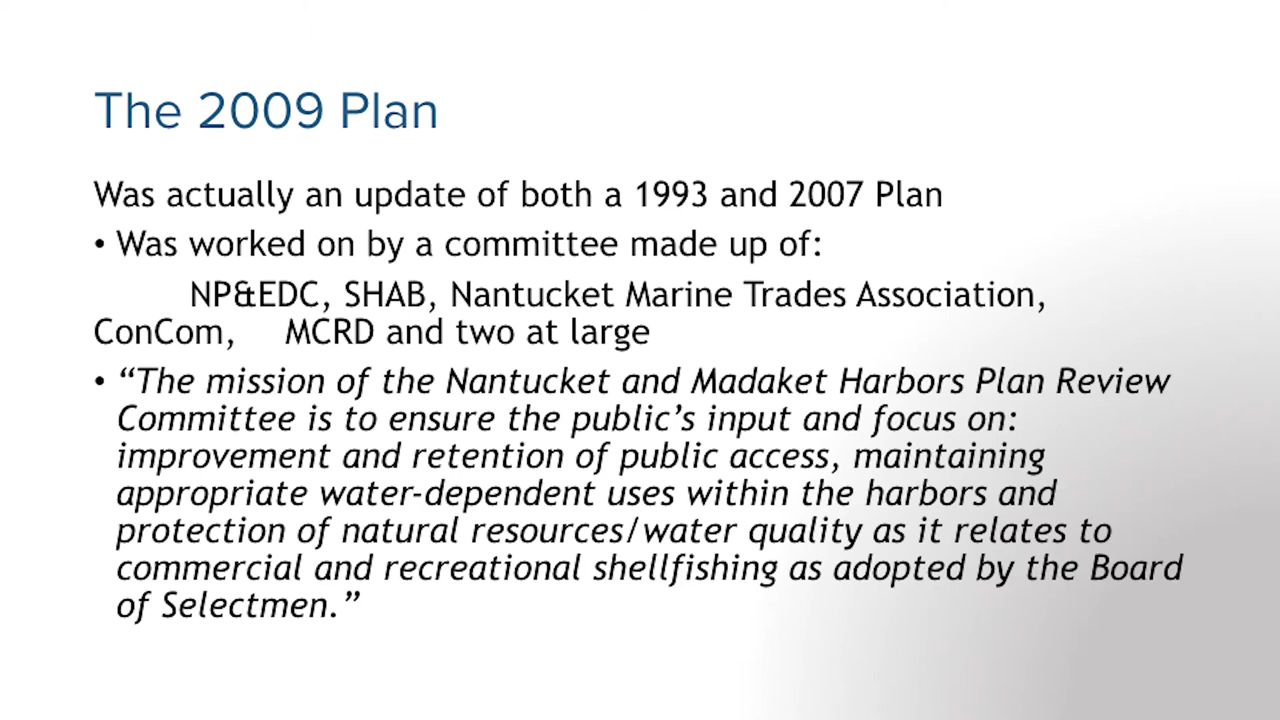 The 2009 Plan
Was actually an update of both a 1993 and 2007 Plan
• Was worked on by a committee made up of:
NP&EDC, SHAB, Nantucket Marine Trades Association,
ConCom, MCRD and two at large
• “The mission of the Nantucket and Madaket Harbors Plan Review
Committee is to ensure the public’s input and focus on:
improvement and retention of public access, maintaining
appropriate water-dependent uses within the harbors and
protection of natural resources/water quality as it relates to
commercial and recreational shellfishing as adopted by the Board
of Selectmen.”